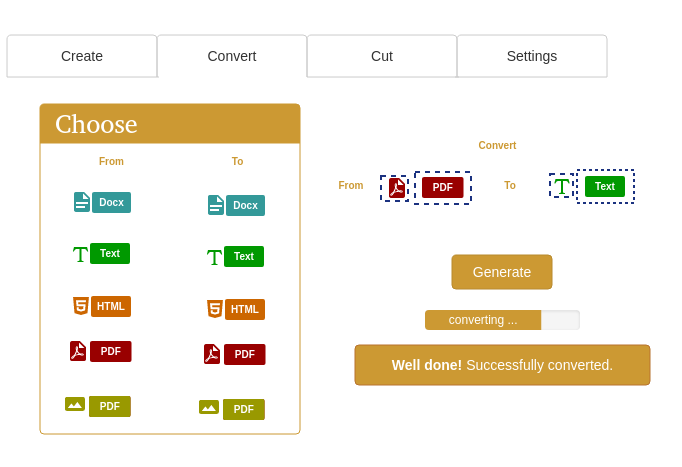 Create Convert Cut Settings
Choose
From To
Docx Docx
Text Text
HTML HTML
PDF PDF
PDF PDF
Convert
From PDF To Text
Generate
converting ...
Well done! Successfully converted.